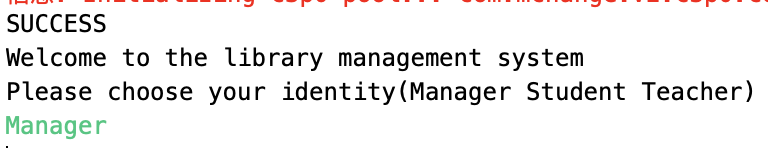 SUCCESS
Welcome to the library management system
Please choose your identity(Manager Student Teacher)
Manager